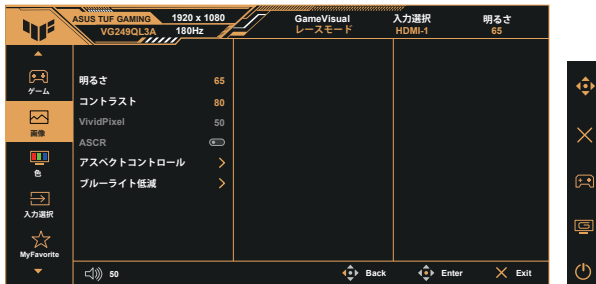 ASUS TUF GAMING 1920 x 1080
VG249QL3A 180Hz
GameVisual
レースモード
入力選択
HDMI-1
明るさ
65
ゲーム
画像
色
入力選択
MyFavorite
明るさ 65
コントラスト 80
VividPixel 50
ASCR
アスペクトコントロール
ブルーライト低減
50
Back
Enter
Exit